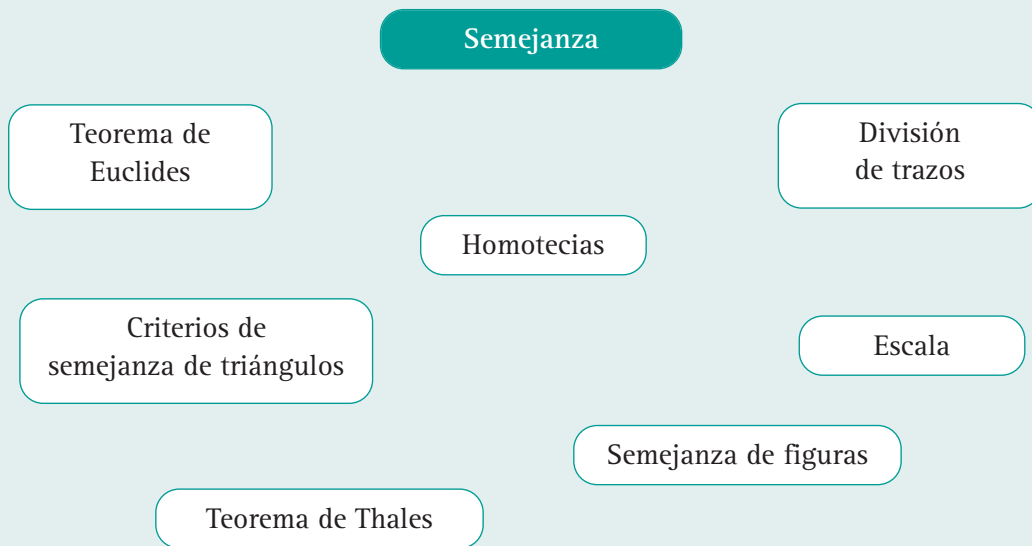 Semejanza
Teorema de
Euclides
División
de trazos
Homotecias
Criterios de
semejanza de triángulos
Escala
Semejanza de figuras
Teorema de Thales